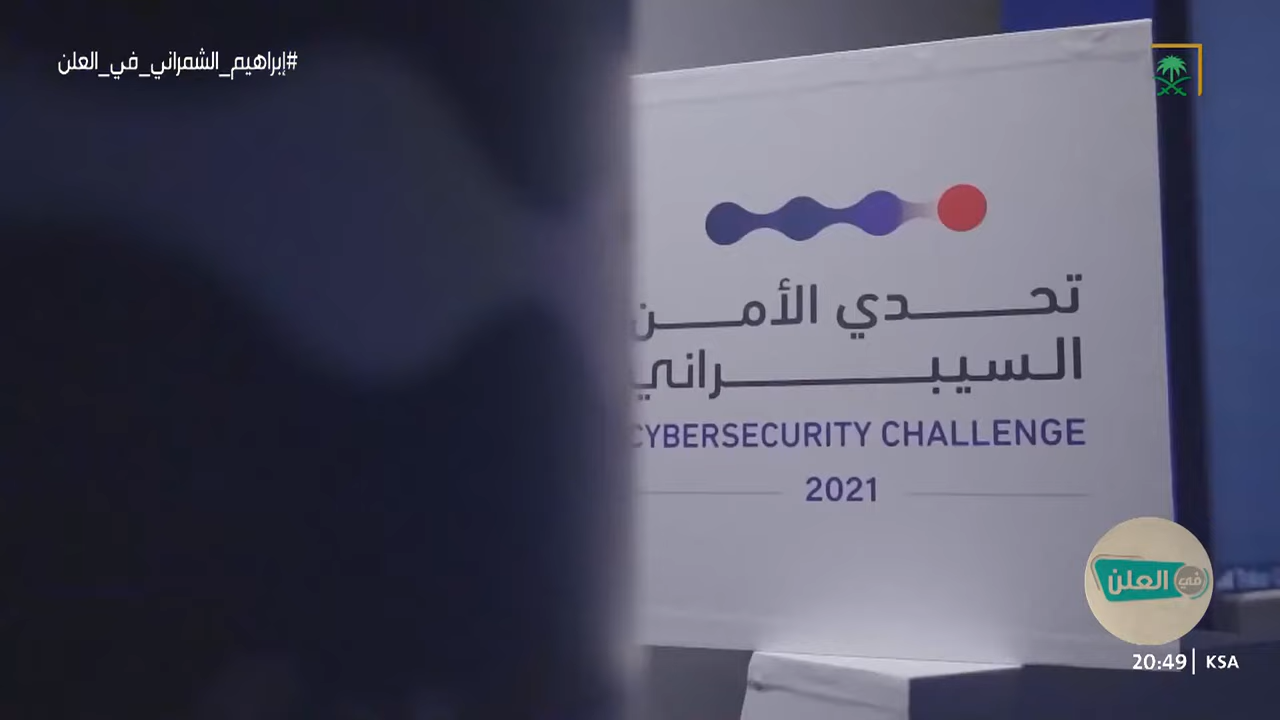 #إبراهيم_الشمراني_في_العلن
تحدي الأمن
السيبراني
CYBERSECURITY CHALLENGE
2021
في العلن
20:49 | KSA